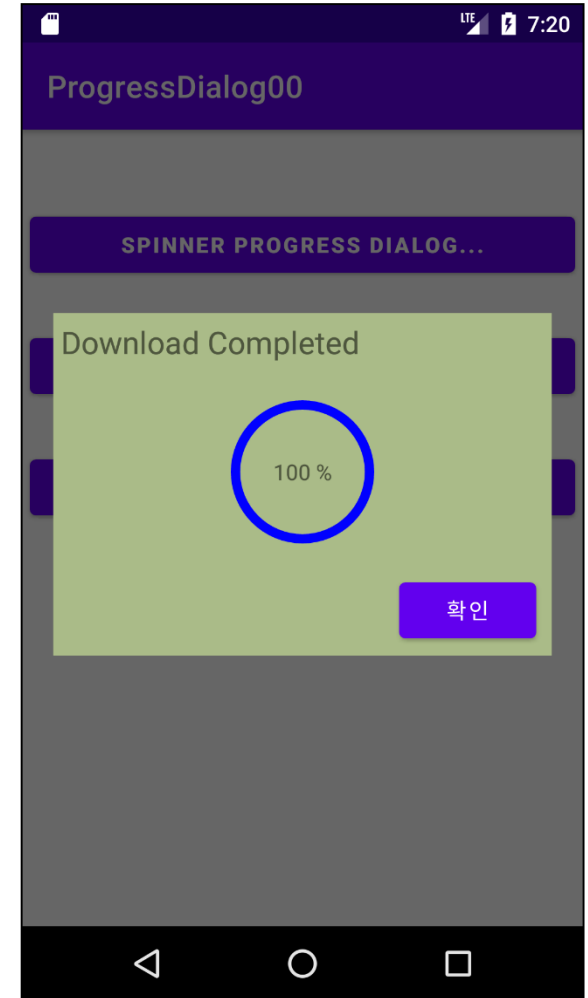 LTE 7:20
ProgressDialog00
SPINNER PROGRESS DIALOG...
Download Completed
100 %
확인